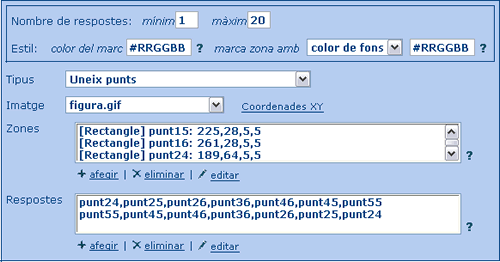 Nombre de respostes: mínim 1 màxim 20
Estil: color del marc #RRGGBB ? marca zona amb color de fons #RRGGBB ?
Tipus Uneix punts
Imatge figura.gif Coordenades XY
Zones
[Rectangle] punt15: 225,28,5,5
[Rectangle] punt16: 261,28,5,5
[Rectangle] punt24: 189,64,5,5
?
afegir | eliminar | editar
Respostes
punt24,punt25,punt26,punt36,punt46,punt45,punt55
punt55,punt45,punt46,punt36,punt26,punt25,punt24
?
afegir | eliminar | editar